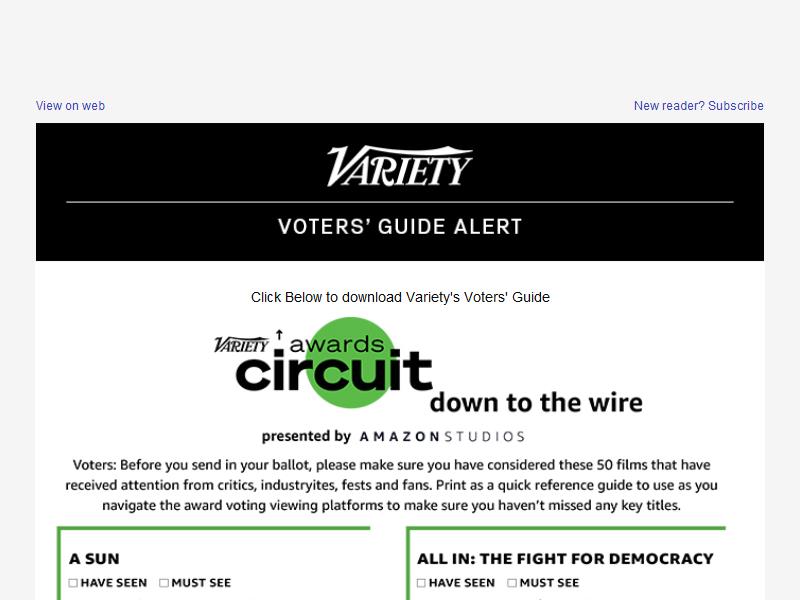 View on web
New reader? Subscribe
VARIETY
VOTERS' GUIDE ALERT
Click Below to download Variety's Voters' Guide
VARIETY awards
circuit
down to the wire
presented by AMAZON STUDIOS
Voters: Before you send in your ballot, please make sure you have considered these 50 films that have
received attention from critics, industryites, fests and fans. Print as a quick reference guide to use as you
navigate the award voting viewing platforms to make sure you haven't missed any key titles.
A SUN
HAVE SEEN MUST SEE
ALL IN: THE FIGHT FOR DEMOCRACY
HAVE SEEN MUST SEE